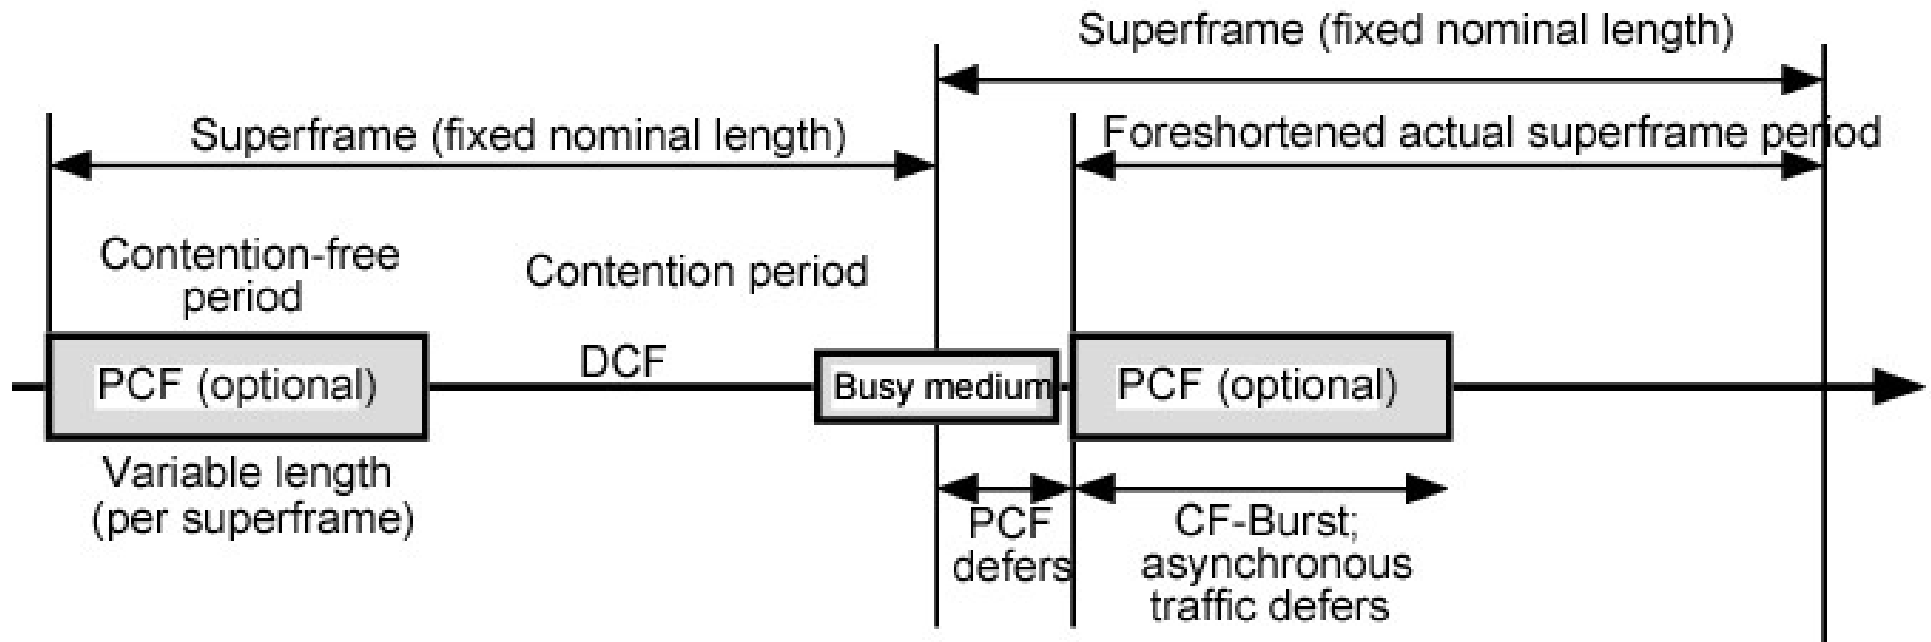 Superframe (fixed nominal length)
Superframe (fixed nominal length)
Foreshortened actual superframe period
Contention-free
period
Contention period
DCF
PCF (optional)
Busy medium
PCF (optional)
Variable length
(per superframe)
PCF
defers
CF-Burst;
asynchronous
traffic defers